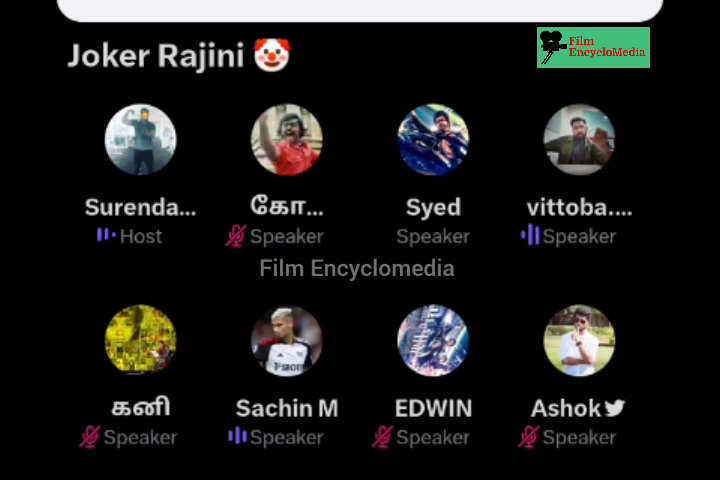 Joker Rajini 🤡
Film
EncycloMedia
Surenda... கோ... Syed vittoba....
Host Speaker Speaker Speaker
Film Encyclomedia
கனி Sachin M EDWIN Ashok
Speaker Speaker Speaker Speaker